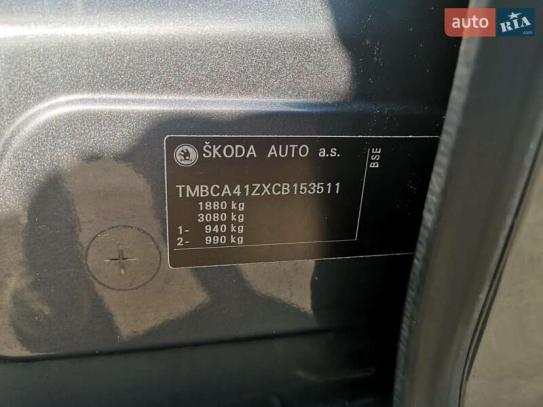 auto RIA
ŠKODA AUTO a.s.
BSE
TMBCA41ZXCB153511
1880 kg
3080 kg
1- 940 kg
2- 990 kg